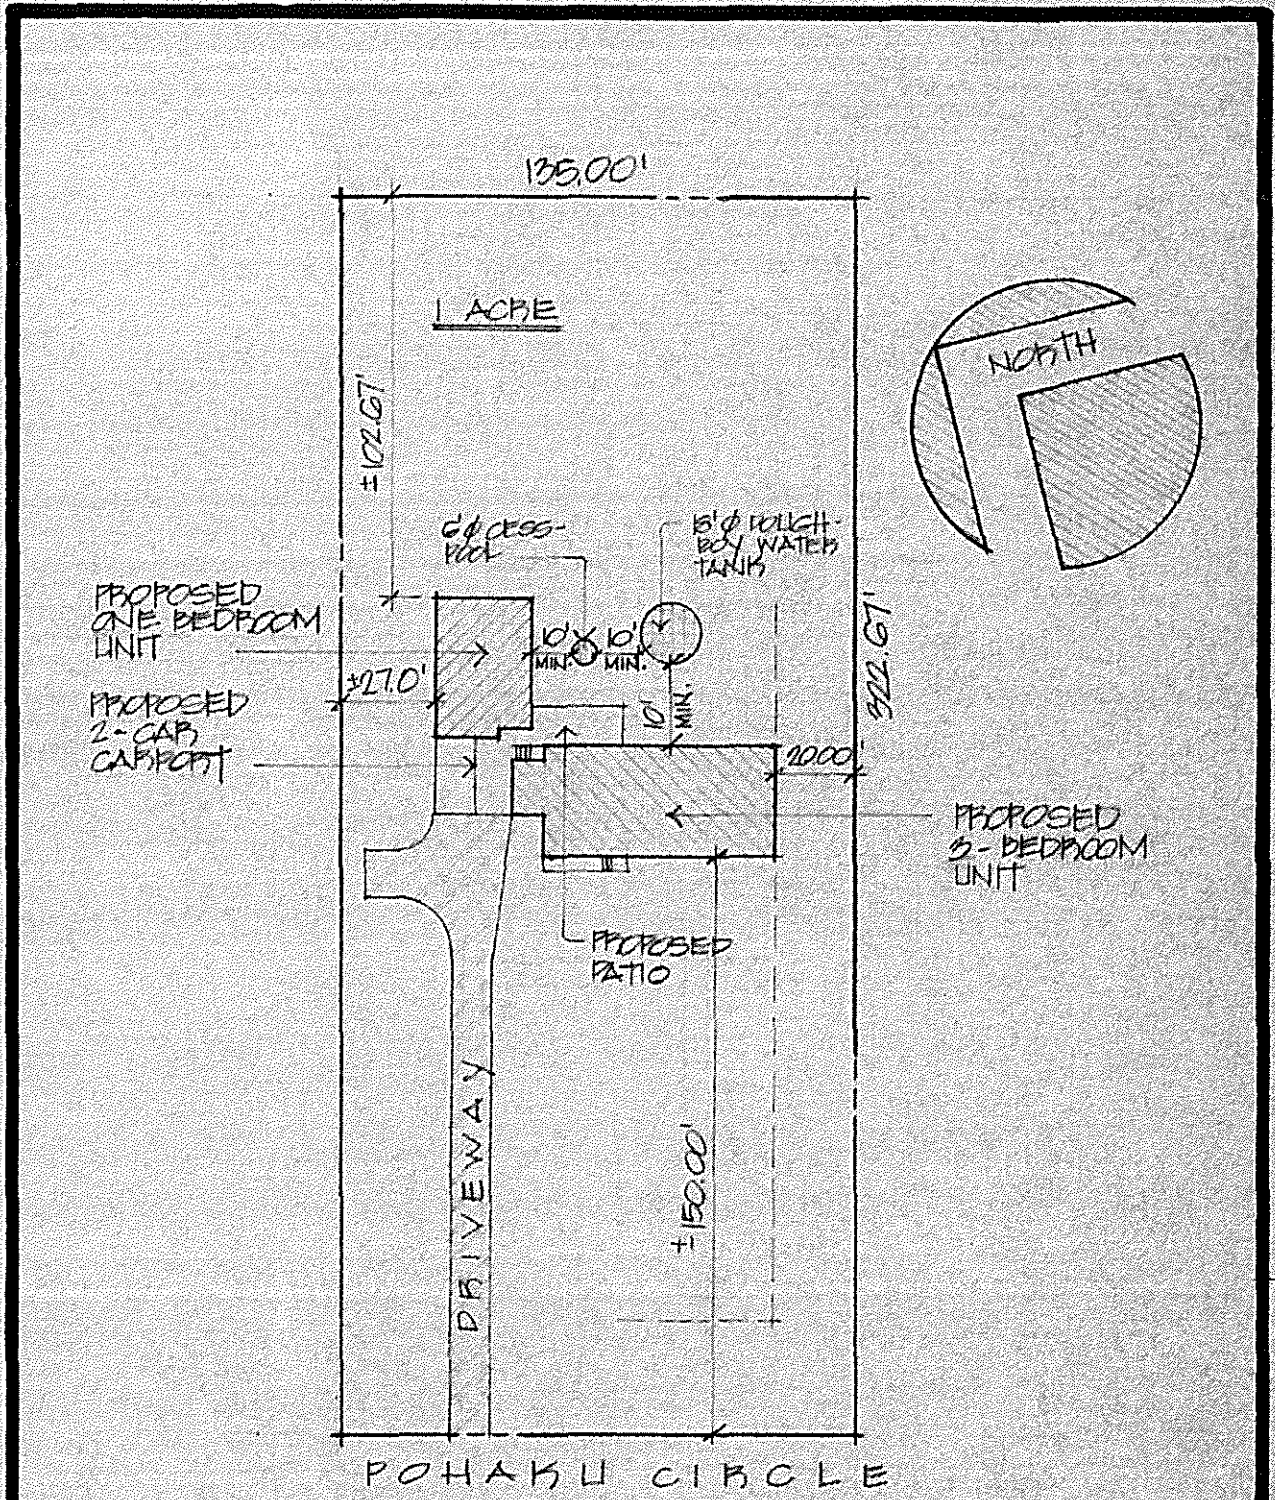 135.00'
1 ACRE
NORTH
±102.67'
6'ø CESS-
POOL
15'ø DOUGH-
BOY WATER
TANK
PROPOSED
ONE BEDROOM
UNIT
10'
MIN.
10'
MIN.
322.67'
±27.0'
10'
MIN.
PROPOSED
2-CAR
CARPORT
20.00'
PROPOSED
3-BEDROOM
UNIT
PROPOSED
PATIO
DRIVEWAY
±150.00'
POHAKU CIRCLE